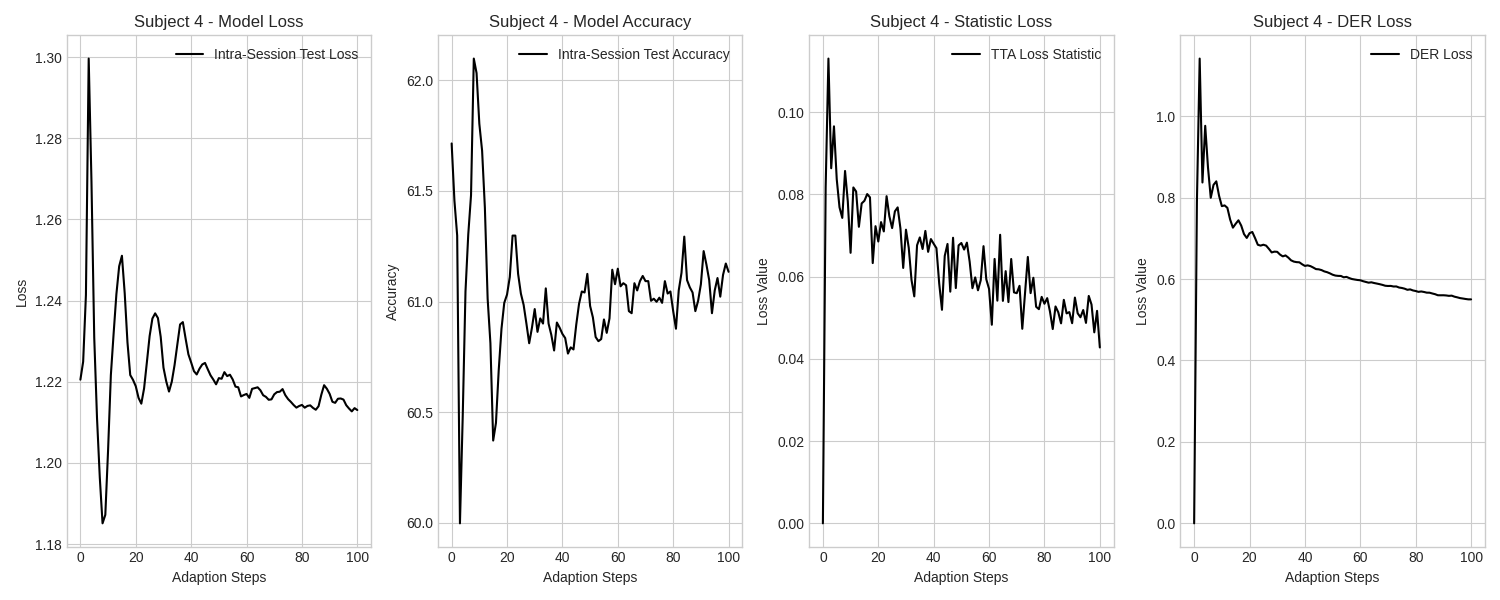 Subject 4 - Model Loss
Intra-Session Test Loss
1.30
1.28
1.26
1.24
1.22
1.20
1.18
Loss
0 20 40 60 80 100
Adaption Steps
Subject 4 - Model Accuracy
Intra-Session Test Accuracy
62.0
61.5
61.0
60.5
60.0
Accuracy
0 20 40 60 80 100
Adaption Steps
Subject 4 - Statistic Loss
TTA Loss Statistic
0.10
0.08
0.06
0.04
0.02
0.00
Loss Value
0 20 40 60 80 100
Adaption Steps
Subject 4 - DER Loss
DER Loss
1.0
0.8
0.6
0.4
0.2
0.0
Loss Value
0 20 40 60 80 100
Adaption Steps